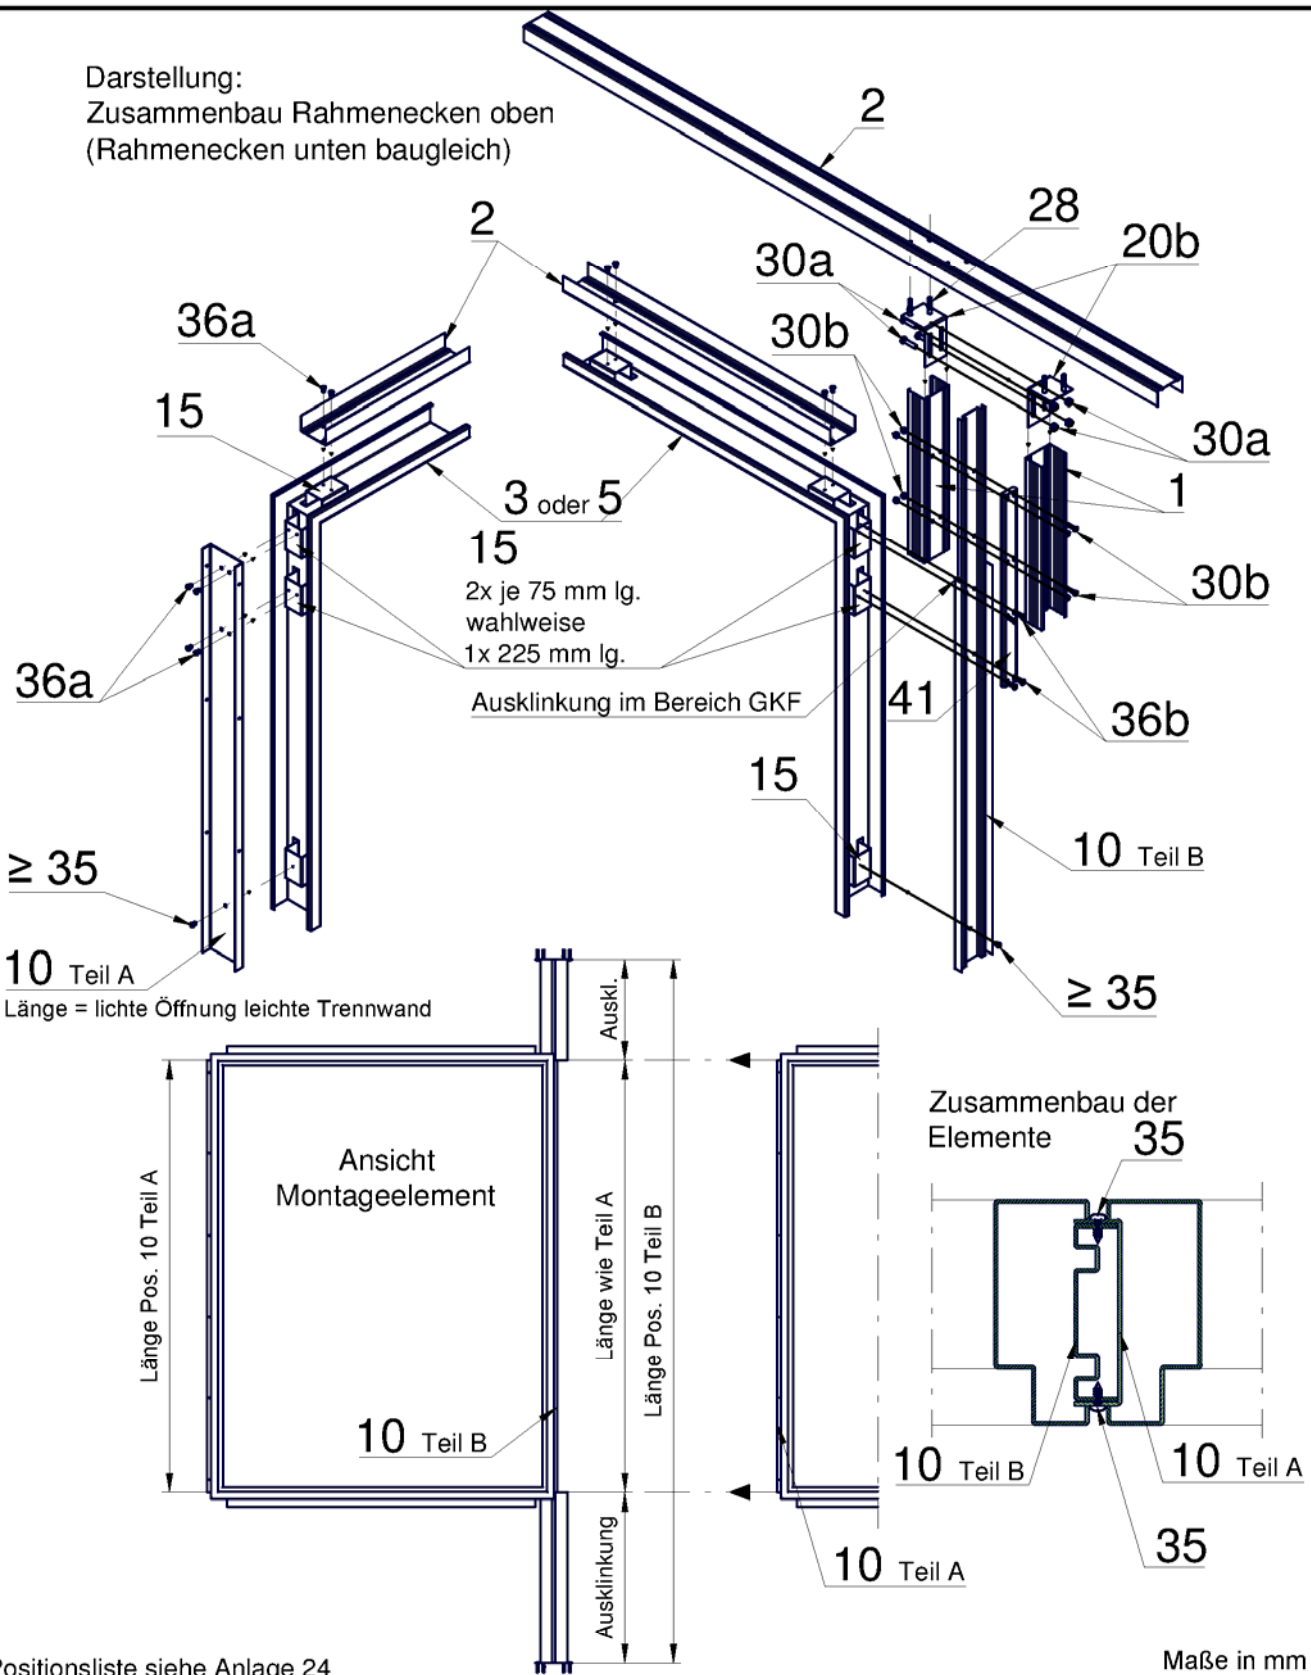 Darstellung:
Zusammenbau Rahmenecken oben
(Rahmenecken unten baugleich)
2
28
20b
2
30a
36a
30b
15
30a
1
3 oder 5
15
2x je 75 mm lg.
wahlweise
1x 225 mm lg.
30b
36a
Ausklinkung im Bereich GKF
41
36b
15
10 Teil B
≥ 35
10 Teil A
Länge = lichte Öffnung leichte Trennwand
≥ 35
Auskl.
Zusammenbau der
Elemente
35
Ansicht
Montageelement
Länge Pos. 10 Teil A
Länge wie Teil A
Länge Pos. 10 Teil B
10 Teil B
10 Teil B
10 Teil A
35
10 Teil A
Ausklinkung
Positionsliste siehe Anlage 24
Maße in mm